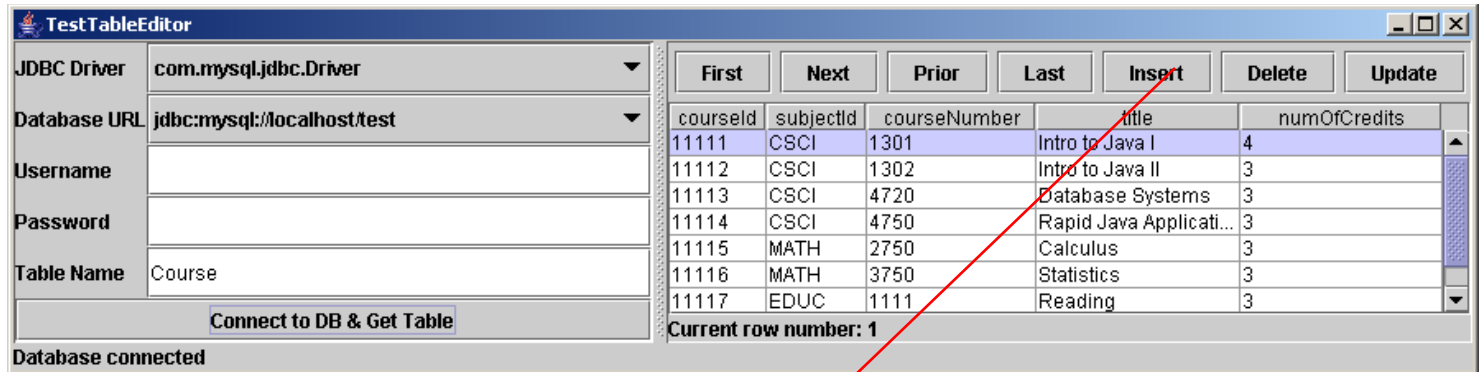 TestTableEditor
JDBC Driver com.mysql.jdbc.Driver
Database URL jdbc:mysql://localhost/test
Username
Password
Table Name Course
Connect to DB & Get Table
Database connected
First Next Prior Last Insert Delete Update
courseId subjectId courseNumber title numOfCredits
11111 CSCI 1301 Intro to Java I 4
11112 CSCI 1302 Intro to Java II 3
11113 CSCI 4720 Database Systems 3
11114 CSCI 4750 Rapid Java Applicati... 3
11115 MATH 2750 Calculus 3
11116 MATH 3750 Statistics 3
11117 EDUC 1111 Reading 3
Current row number: 1